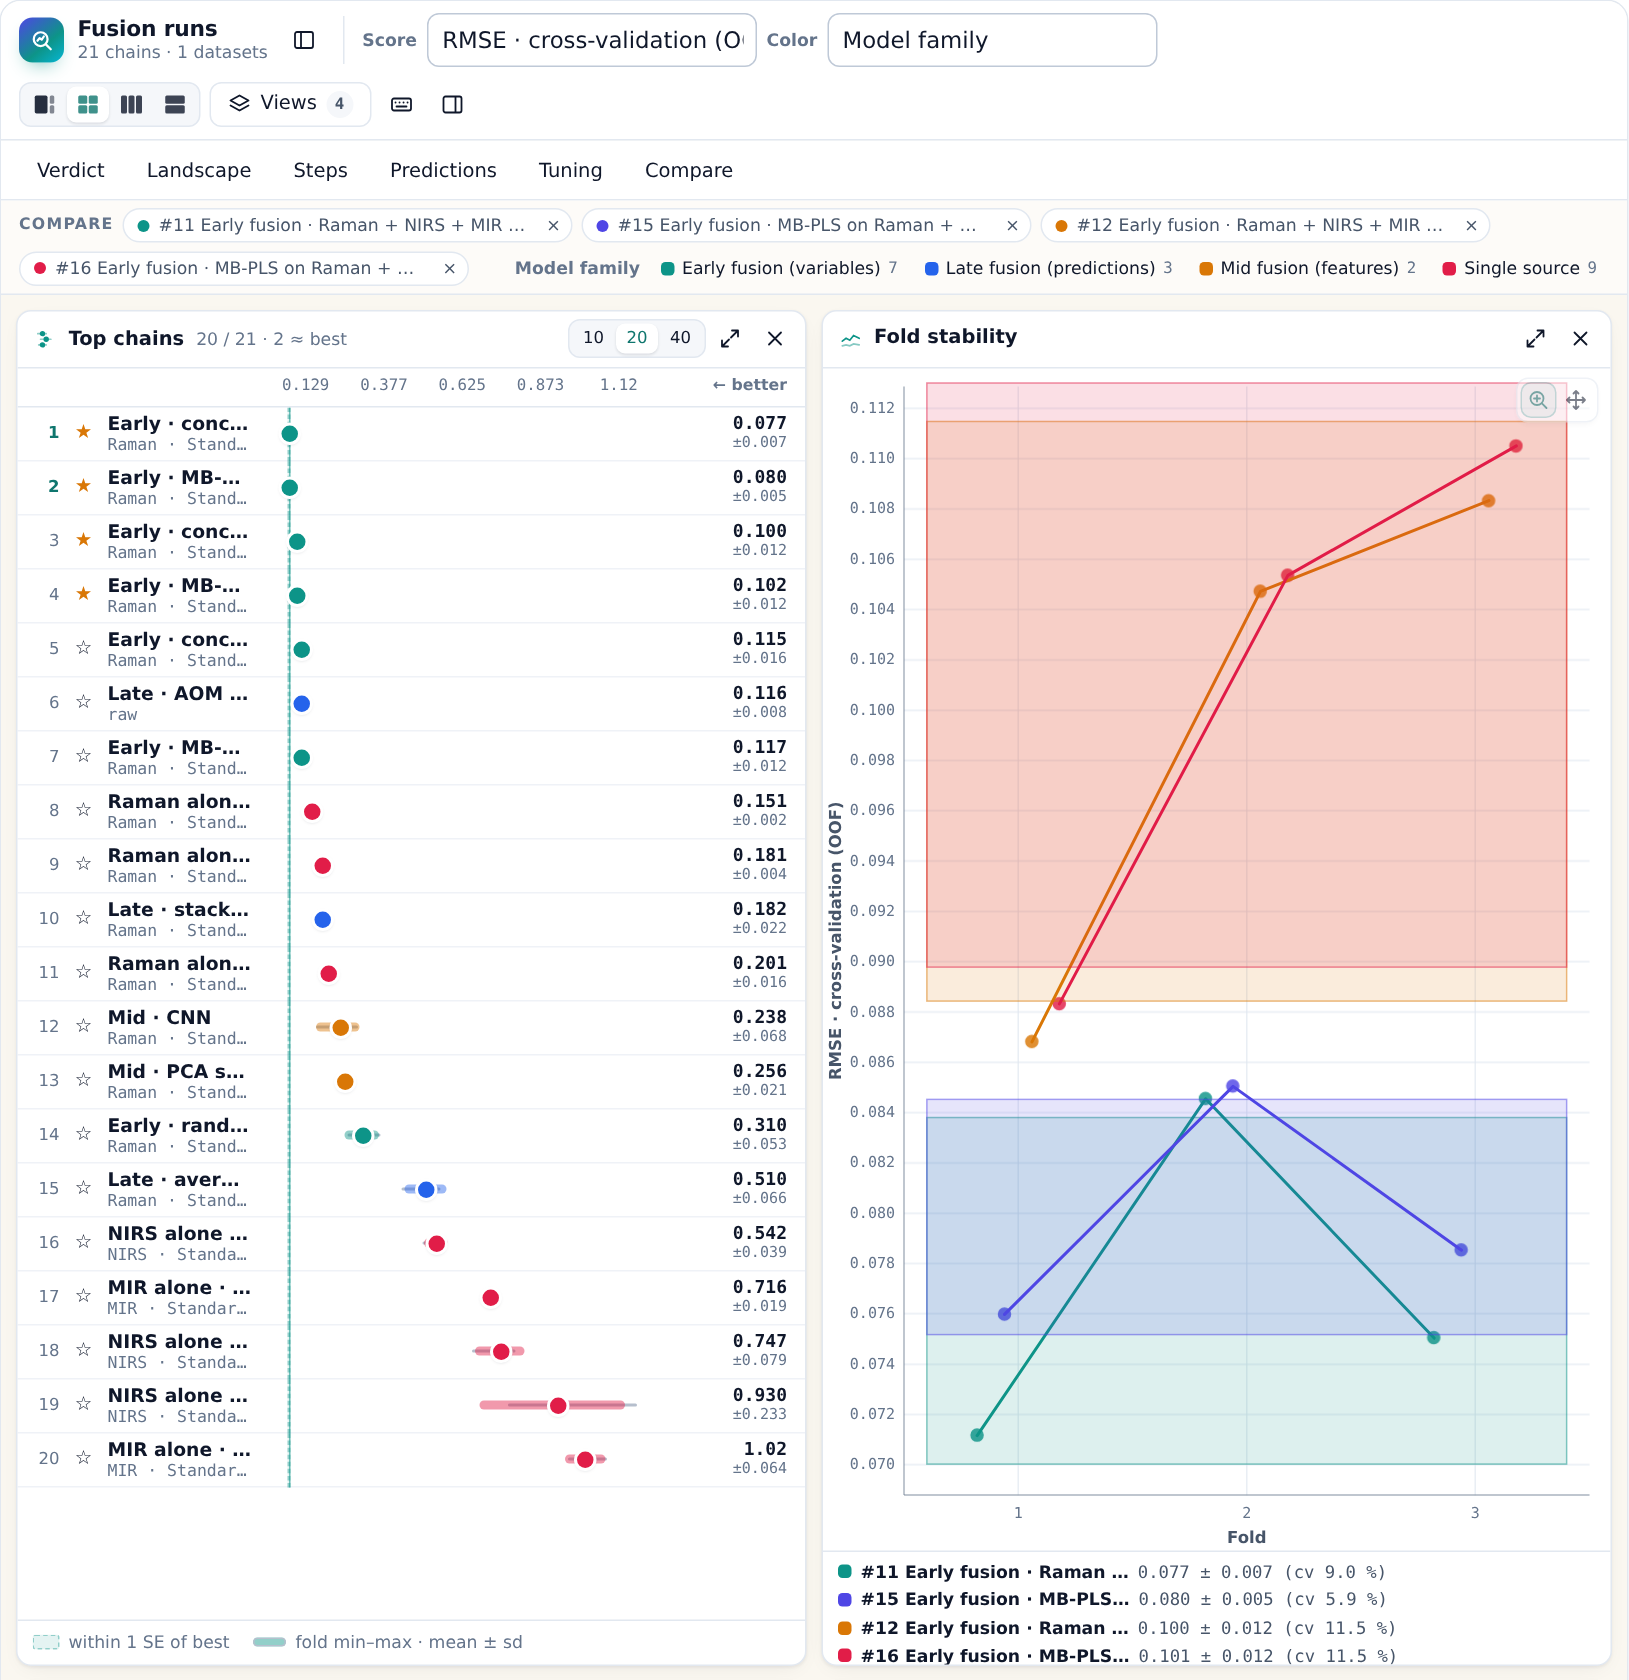 Fusion runs
21 chains · 1 datasets
Score
RMSE · cross-validation (O
Color
Model family
Views 4
Verdict Landscape Steps Predictions Tuning Compare
COMPARE
#11 Early fusion · Raman + NIRS + MIR … ×
#15 Early fusion · MB-PLS on Raman + … ×
#12 Early fusion · Raman + NIRS + MIR … ×
#16 Early fusion · MB-PLS on Raman + … ×
Model family
Early fusion (variables) 7
Late fusion (predictions) 3
Mid fusion (features) 2
Single source 9
Top chains 20 / 21 · 2 ≈ best
10 20 40
0.129 0.377 0.625 0.873 1.12 ← better
1 ★ Early · conc… 0.077
Raman · Stand… ±0.007
2 ★ Early · MB-… 0.080
Raman · Stand… ±0.005
3 ★ Early · conc… 0.100
Raman · Stand… ±0.012
4 ★ Early · MB-… 0.102
Raman · Stand… ±0.012
5 ☆ Early · conc… 0.115
Raman · Stand… ±0.016
6 ☆ Late · AOM … 0.116
raw ±0.008
7 ☆ Early · MB-… 0.117
Raman · Stand… ±0.012
8 ☆ Raman alon… 0.151
Raman · Stand… ±0.002
9 ☆ Raman alon… 0.181
Raman · Stand… ±0.004
10 ☆ Late · stack… 0.182
Raman · Stand… ±0.022
11 ☆ Raman alon… 0.201
Raman · Stand… ±0.016
12 ☆ Mid · CNN 0.238
Raman · Stand… ±0.068
13 ☆ Mid · PCA s… 0.256
Raman · Stand… ±0.021
14 ☆ Early · rand… 0.310
Raman · Stand… ±0.053
15 ☆ Late · aver… 0.510
Raman · Stand… ±0.066
16 ☆ NIRS alone … 0.542
NIRS · Standa… ±0.039
17 ☆ MIR alone · … 0.716
MIR · Standar… ±0.019
18 ☆ NIRS alone … 0.747
NIRS · Standa… ±0.079
19 ☆ NIRS alone … 0.930
NIRS · Standa… ±0.233
20 ☆ MIR alone · … 1.02
MIR · Standar… ±0.064
within 1 SE of best
fold min–max · mean ± sd
Fold stability
RMSE · cross-validation (OOF)
0.112
0.110
0.108
0.106
0.104
0.102
0.100
0.098
0.096
0.094
0.092
0.090
0.088
0.086
0.084
0.082
0.080
0.078
0.076
0.074
0.072
0.070
1 2 3
Fold
#11 Early fusion · Raman … 0.077 ± 0.007 (cv 9.0 %)
#15 Early fusion · MB-PLS… 0.080 ± 0.005 (cv 5.9 %)
#12 Early fusion · Raman … 0.100 ± 0.012 (cv 11.5 %)
#16 Early fusion · MB-PLS… 0.101 ± 0.012 (cv 11.5 %)